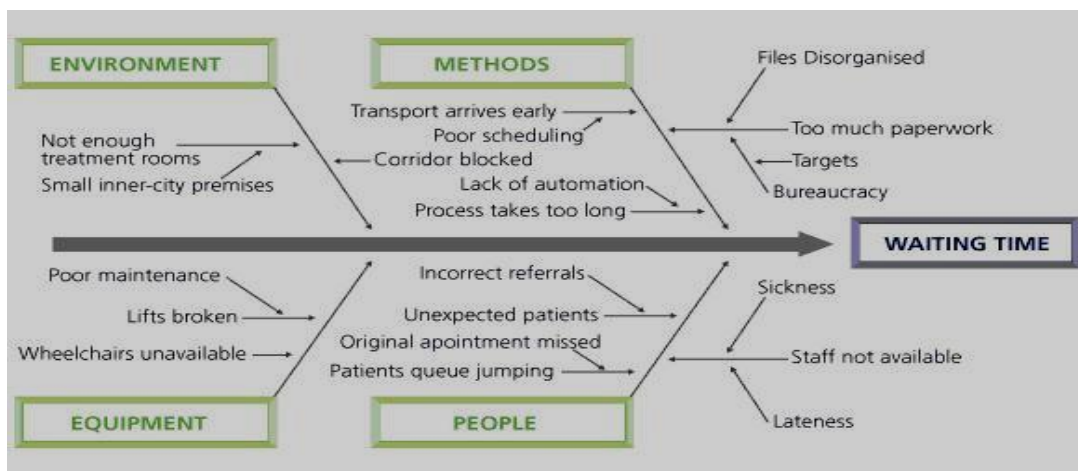 ENVIRONMENT
METHODS
Files Disorganised
Transport arrives early
Poor scheduling
Too much paperwork
Not enough
treatment rooms
Corridor blocked
Targets
Small inner-city premises
Lack of automation
Bureaucracy
Process takes too long
WAITING TIME
Poor maintenance
Incorrect referrals
Sickness
Lifts broken
Unexpected patients
Original apointment missed
Wheelchairs unavailable
Staff not available
Patients queue jumping
EQUIPMENT
PEOPLE
Lateness